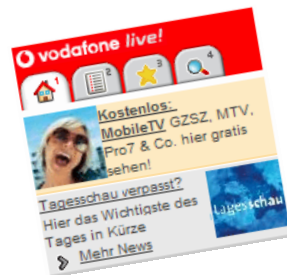 vodafone live!
1 2 3 4
Kostenlos:
MobileTV GZSZ, MTV,
Pro7 & Co. hier gratis
sehen!
Tagesschau verpasst?
Hier das Wichtigste des
Tages in Kürze
Mehr News
tagesschau